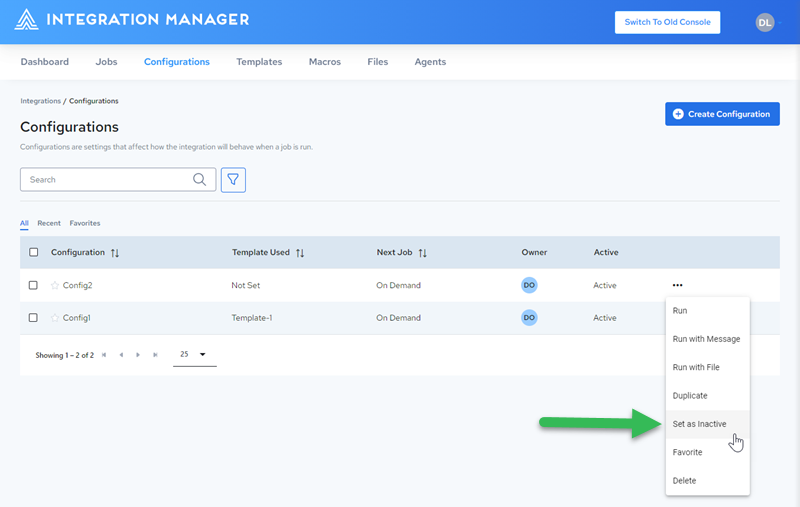 INTEGRATION MANAGER
Switch To Old Console
DL
Dashboard Jobs Configurations Templates Macros Files Agents
Integrations / Configurations
Configurations
Create Configuration
Configurations are settings that affect how the integration will behave when a job is run.
Search
All Recent Favorites
Configuration Template Used Next Job Owner Active
Config2 Not Set On Demand DO Active •••
Config1 Template-1 On Demand DO Active
Showing 1 – 2 of 2 25
Run
Run with Message
Run with File
Duplicate
Set as Inactive
Favorite
Delete